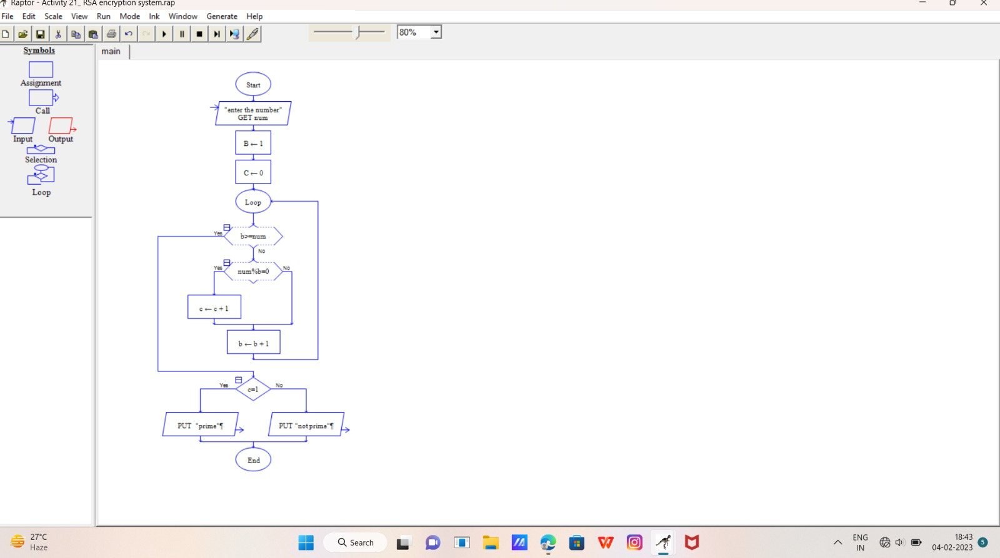 Raptor - Activity 21_ RSA encryption system.rap
File Edit Scale View Run Mode Ink Window Generate Help
80%
Symbols
main
Assignment
Call
Input Output
Selection
Loop
Start
"enter the number"
GET num
B ← 1
C ← 0
Loop
Yes
b>=num
No
Yes
num%b=0
No
c ← c + 1
b ← b + 1
Yes
c=1
No
PUT "prime"¶
PUT "not prime"¶
End
27°C
Haze
Search
ENG
IN
18:43
04-02-2023
5